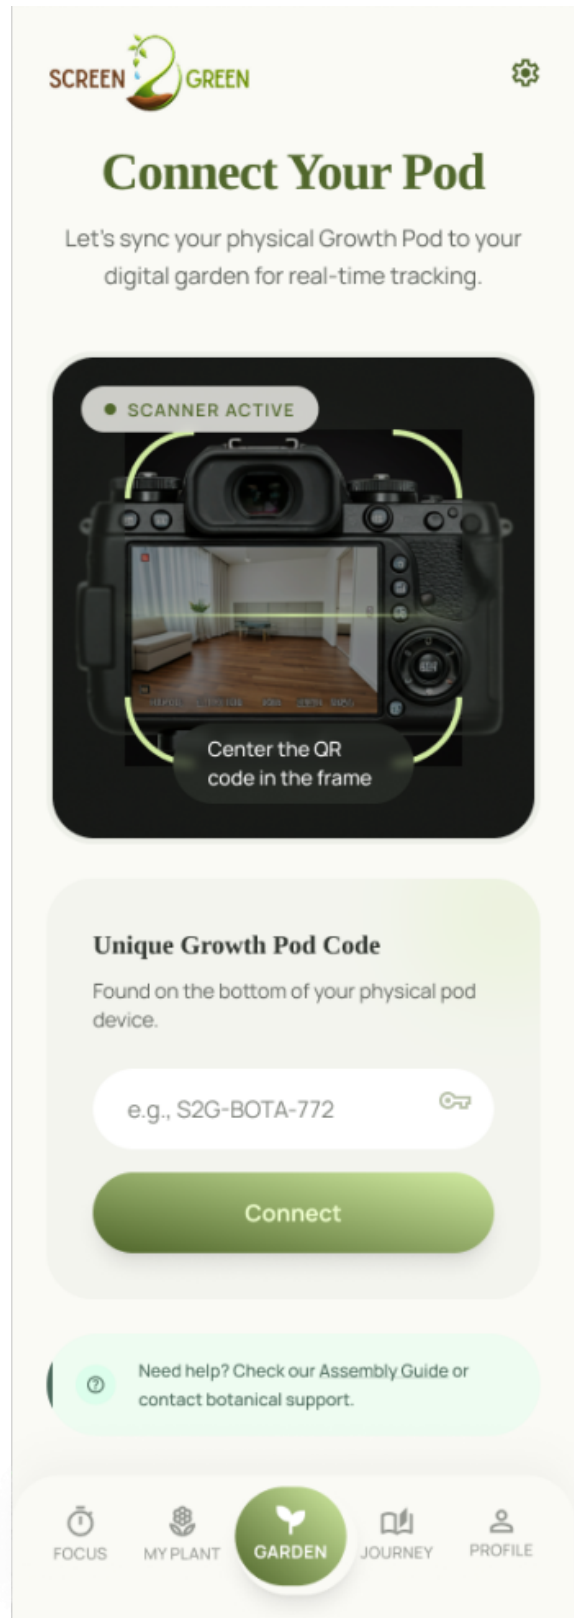 SCREEN 2 GREEN
Connect Your Pod
Let's sync your physical Growth Pod to your
digital garden for real-time tracking.
SCANNER ACTIVE
Center the QR
code in the frame
Unique Growth Pod Code
Found on the bottom of your physical pod
device.
e.g., S2G-BOTA-772
Connect
Need help? Check our Assembly Guide or
contact botanical support.
FOCUS
MY PLANT
GARDEN
JOURNEY
PROFILE